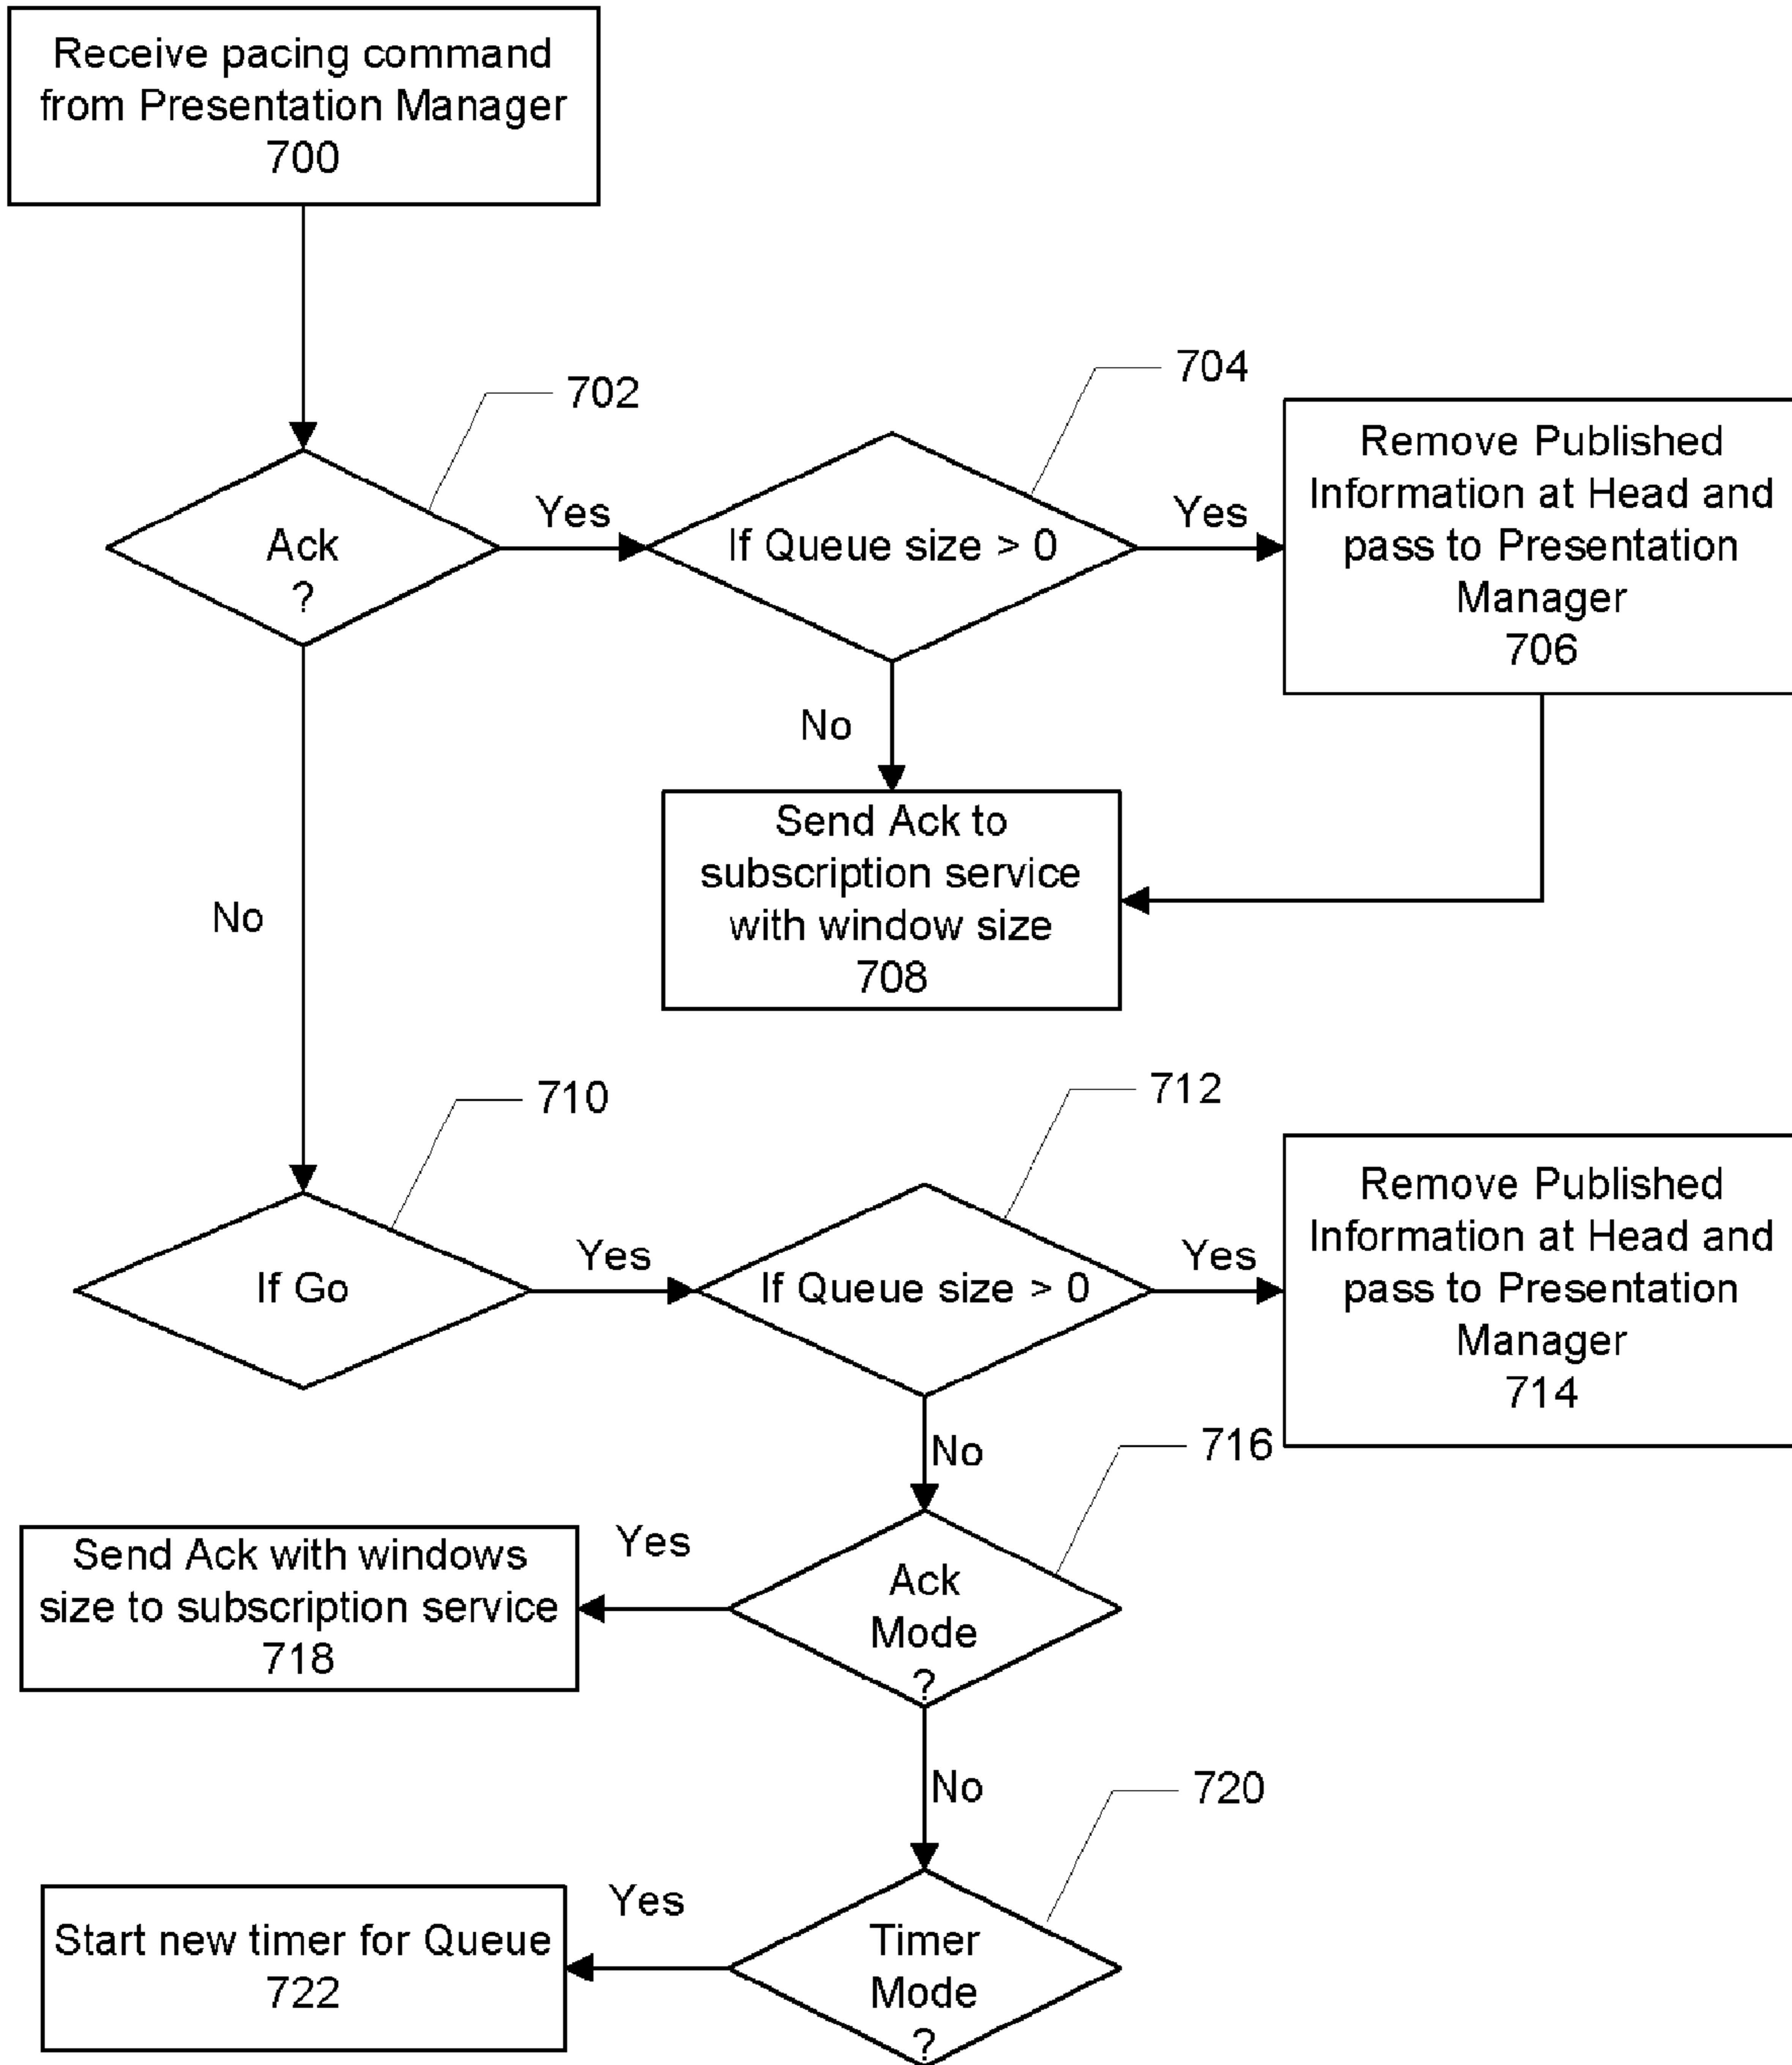 Receive pacing command
from Presentation Manager
700
702
704
Ack
?
Yes
If Queue size > 0
Yes
Remove Published
Information at Head and
pass to Presentation
Manager
706
No
Send Ack to
subscription service
with window size
708
No
710
712
If Go
Yes
If Queue size > 0
Yes
Remove Published
Information at Head and
pass to Presentation
Manager
714
No
716
Ack
Mode
?
Yes
Send Ack with windows
size to subscription service
718
No
720
Timer
Mode
?
Yes
Start new timer for Queue
722